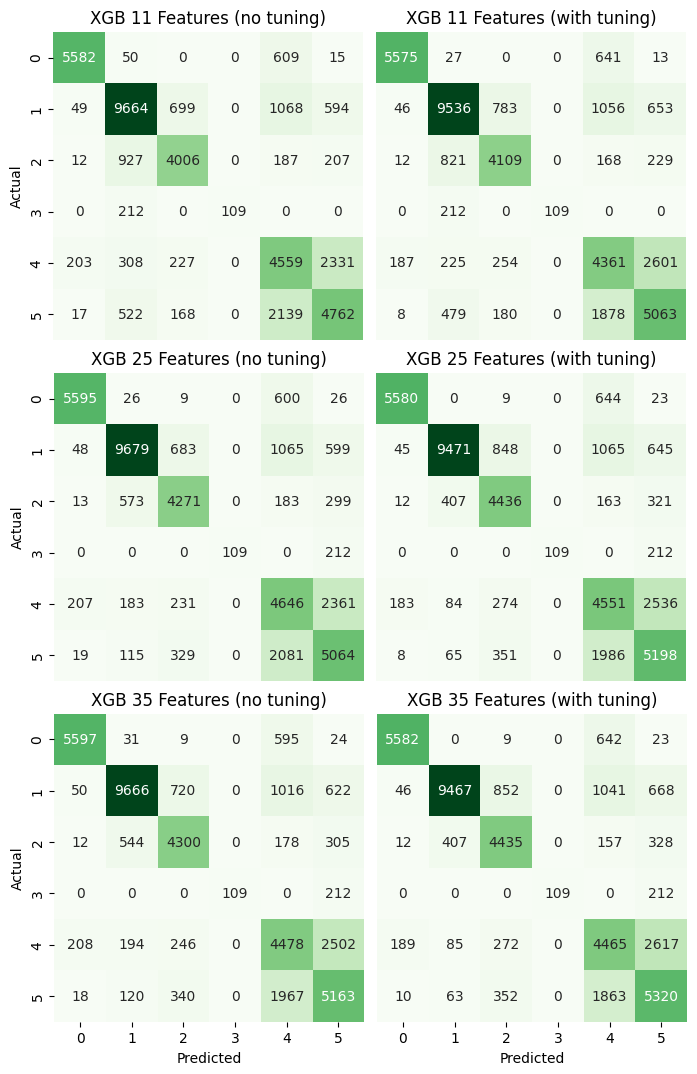 XGB 11 Features (no tuning) XGB 11 Features (with tuning)
0 5582 50 0 0 609 15 5575 27 0 0 641 13
1 49 9664 699 0 1068 594 46 9536 783 0 1056 653
2 12 927 4006 0 187 207 12 821 4109 0 168 229
Actual
3 0 212 0 109 0 0 0 212 0 109 0 0
4 203 308 227 0 4559 2331 187 225 254 0 4361 2601
5 17 522 168 0 2139 4762 8 479 180 0 1878 5063
XGB 25 Features (no tuning) XGB 25 Features (with tuning)
0 5595 26 9 0 600 26 5580 0 9 0 644 23
1 48 9679 683 0 1065 599 45 9471 848 0 1065 645
2 13 573 4271 0 183 299 12 407 4436 0 163 321
Actual
3 0 0 0 109 0 212 0 0 0 109 0 212
4 207 183 231 0 4646 2361 183 84 274 0 4551 2536
5 19 115 329 0 2081 5064 8 65 351 0 1986 5198
XGB 35 Features (no tuning) XGB 35 Features (with tuning)
0 5597 31 9 0 595 24 5582 0 9 0 642 23
1 50 9666 720 0 1016 622 46 9467 852 0 1041 668
2 12 544 4300 0 178 305 12 407 4435 0 157 328
Actual
3 0 0 0 109 0 212 0 0 0 109 0 212
4 208 194 246 0 4478 2502 189 85 272 0 4465 2617
5 18 120 340 0 1967 5163 10 63 352 0 1863 5320
0 1 2 3 4 5 0 1 2 3 4 5
Predicted Predicted